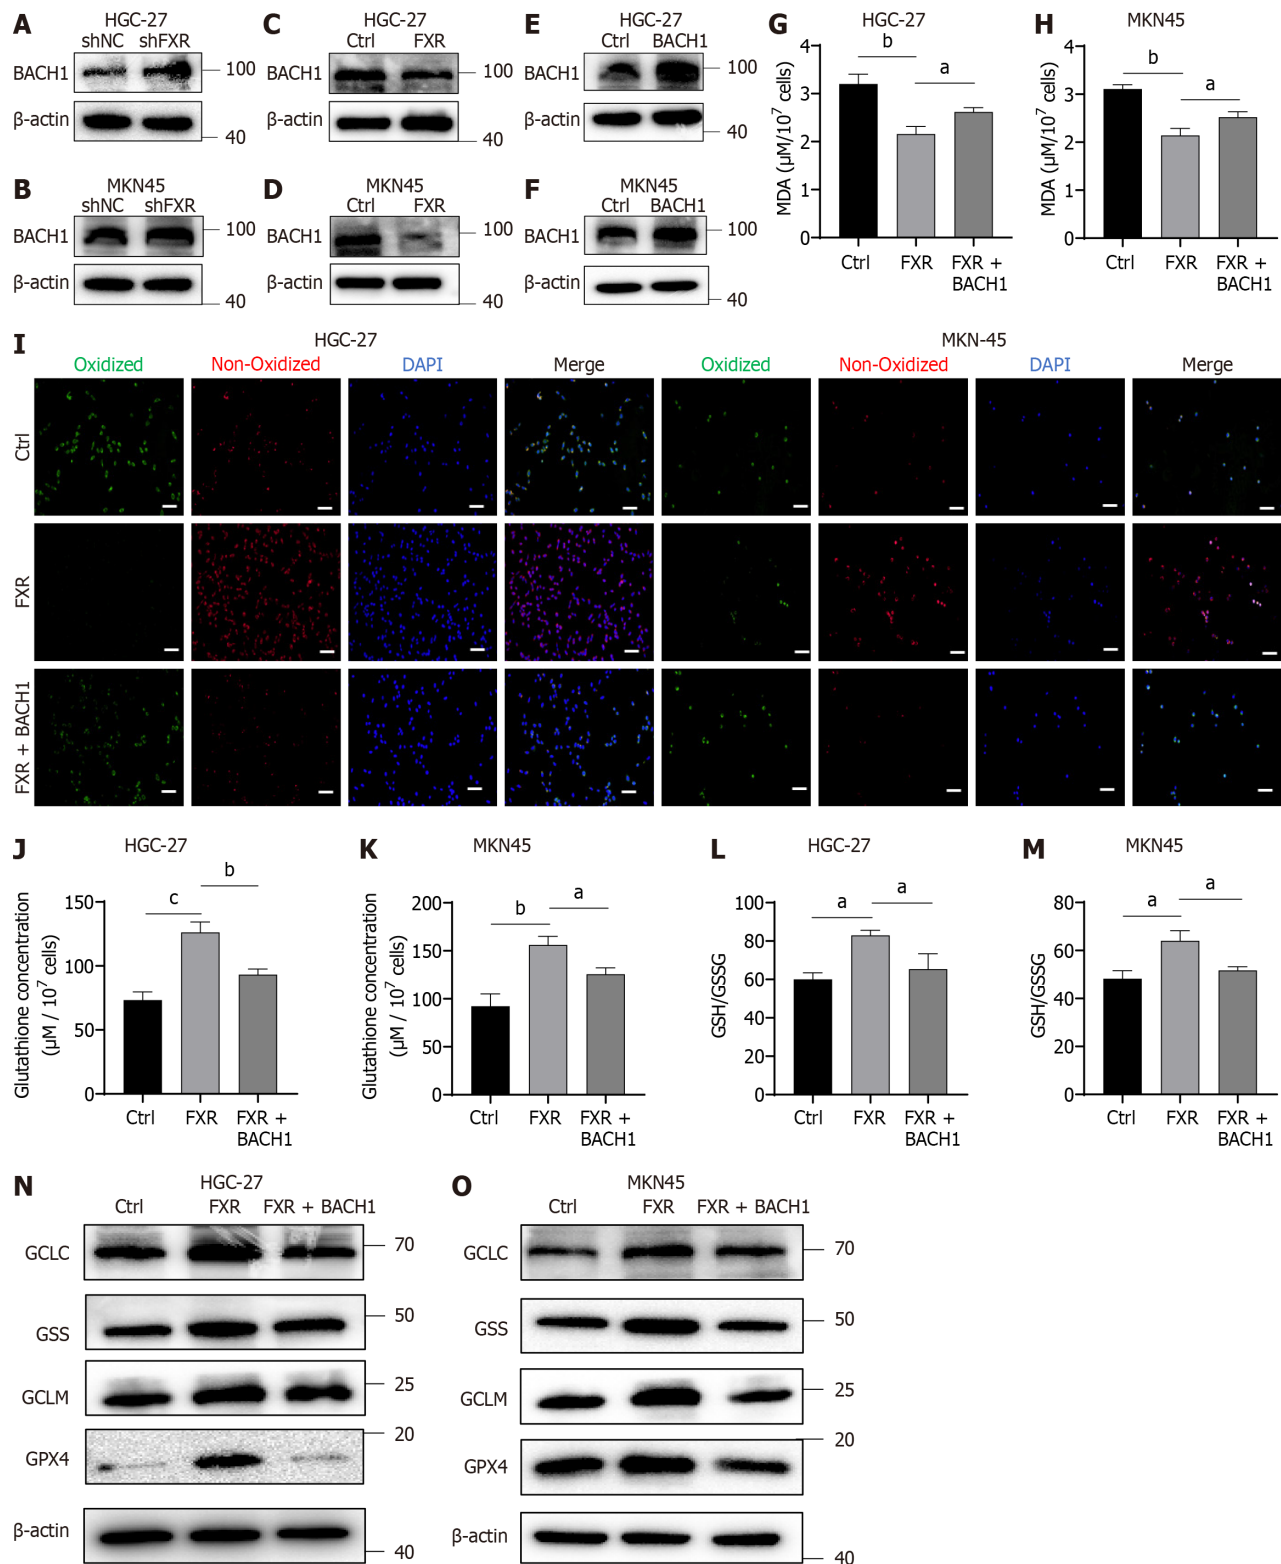 A
HGC-27
shNC shFXR
BACH1
100
β-actin
40
C
HGC-27
Ctrl FXR
BACH1
100
β-actin
40
E
HGC-27
Ctrl BACH1
BACH1
100
β-actin
40
G
HGC-27
MDA (μM/10⁷ cells)
4
3
2
1
0
b
a
Ctrl FXR FXR +
BACH1
H
MKN45
MDA (μM/10⁷ cells)
4
3
2
1
0
b
a
Ctrl FXR FXR +
BACH1
B
MKN45
shNC shFXR
BACH1
100
β-actin
40
D
MKN45
Ctrl FXR
BACH1
100
β-actin
40
F
MKN45
Ctrl BACH1
BACH1
100
β-actin
40
I
HGC-27
MKN-45
Oxidized Non-Oxidized DAPI Merge Oxidized Non-Oxidized DAPI Merge
Ctrl
FXR
FXR + BACH1
J
HGC-27
Glutathione concentration
(μM / 10⁷ cells)
150
100
50
0
c
b
Ctrl FXR FXR +
BACH1
K
MKN45
Glutathione concentration
(μM / 10⁷ cells)
200
150
100
50
0
b
a
Ctrl FXR FXR +
BACH1
L
HGC-27
GSH/GSSG
100
80
60
40
20
0
a
a
Ctrl FXR FXR +
BACH1
M
MKN45
GSH/GSSG
80
60
40
20
0
a
a
Ctrl FXR FXR +
BACH1
N
HGC-27
Ctrl FXR FXR + BACH1
GCLC
70
GSS
50
GCLM
25
GPX4
20
β-actin
40
O
MKN45
Ctrl FXR FXR + BACH1
GCLC
70
GSS
50
GCLM
25
GPX4
20
β-actin
40